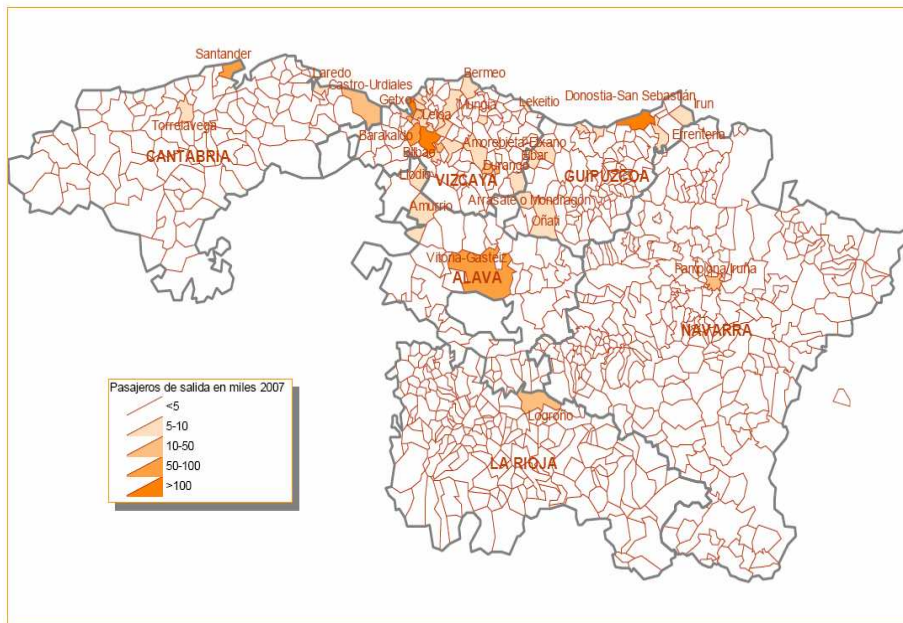 Santander
Laredo
Castro-Urdiales
Getxo
Bermeo
Mungia
Leioa
Lekeitio
Donostia-San Sebastián
Irun
Errenteria
Torrelavega
CANTABRIA
Barakaldo
Bilbao
Amorebieta-Etxano
Eibar
Durango
Llodio
VIZCAYA
GUIPUZCOA
Arrasate o Mondragón
Amurrio
Oñati
Vitoria-Gasteiz
ALAVA
Pamplona/Iruña
NAVARRA
Logroño
LA RIOJA
Pasajeros de salida en miles 2007
<5
5-10
10-50
50-100
>100